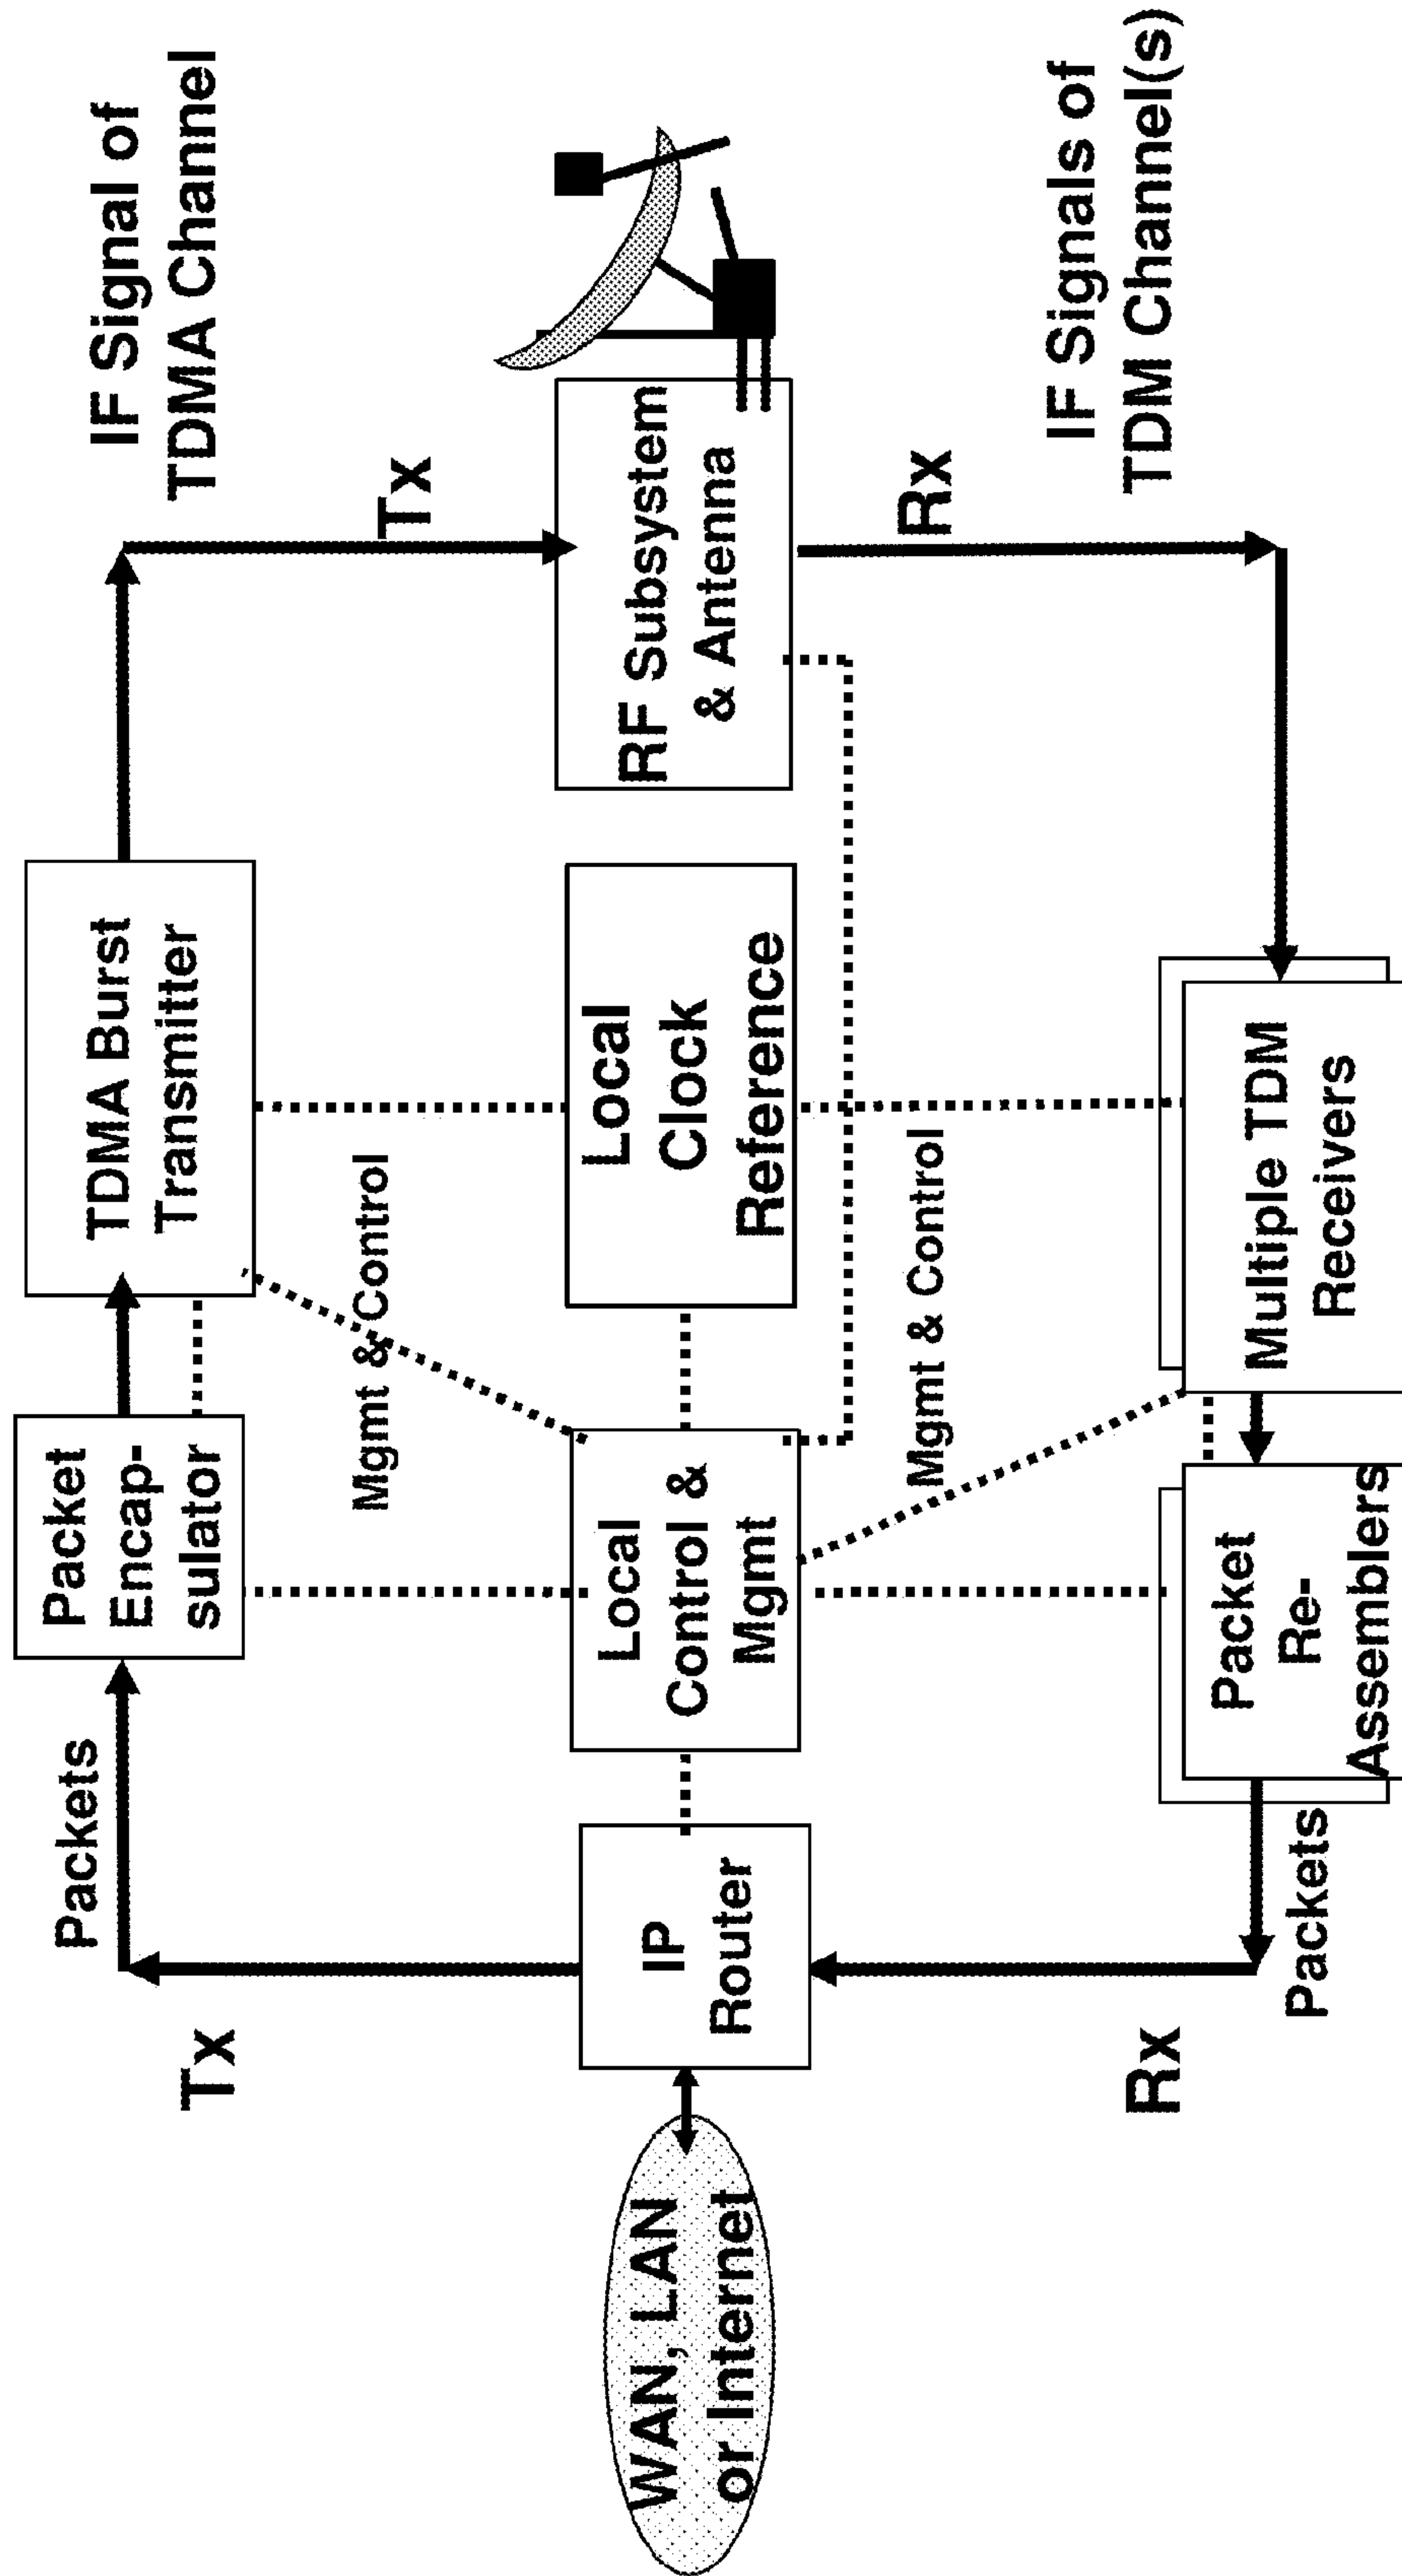 IF Signal of
TDMA Channel
Tx
RF Subsystem
& Antenna
Rx
IF Signals of
TDM Channel(s)
TDMA Burst
Transmitter
Local
Clock
Reference
Multiple TDM
Receivers
Mgmt & Control
Mgmt & Control
Packet
Encap-
sulator
Local
Control &
Mgmt
Packet
Re-
Assemblers
Packets
IP
Router
Packets
Tx
Rx
WAN, LAN
or Internet